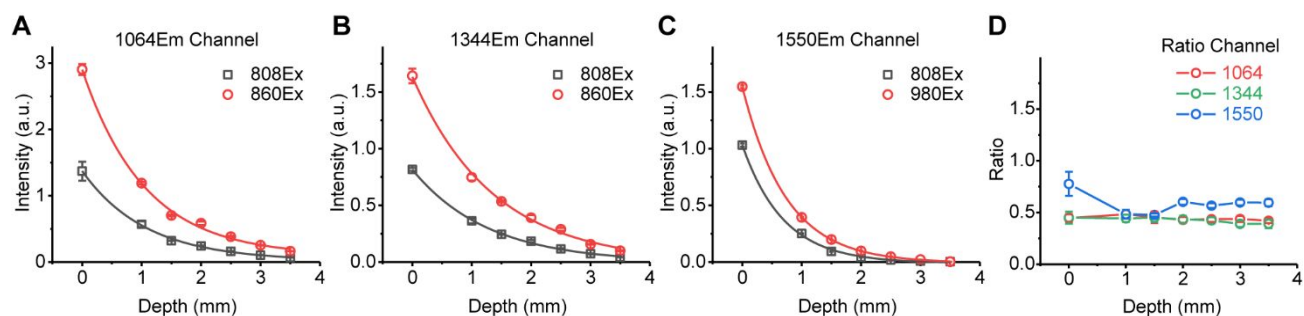 A
1064Em Channel
808Ex
860Ex
Intensity (a.u.)
3
2
1
0
0 1 2 3 4
Depth (mm)
B
1344Em Channel
808Ex
860Ex
Intensity (a.u.)
1.5
1.0
0.5
0
0 1 2 3 4
Depth (mm)
C
1550Em Channel
808Ex
980Ex
Intensity (a.u.)
1.5
1.0
0.5
0
0 1 2 3 4
Depth (mm)
D
Ratio Channel
1064
1344
1550
Ratio
1.5
1.0
0.5
0.0
0 1 2 3 4
Depth (mm)